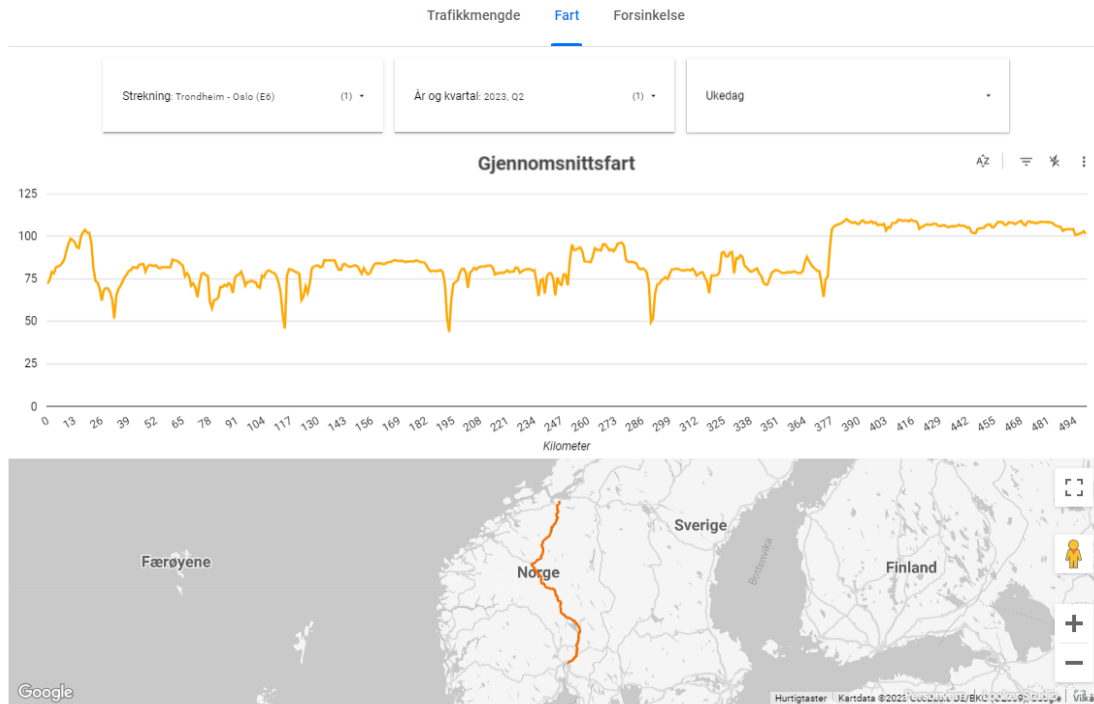 Trafikkmengde Fart Forsinkelse
Strekning: Trondheim - Oslo (E6) (1)
År og kvartal: 2023, Q2 (1)
Ukedag
Gjennomsnittsfart
AZ
125
100
75
50
25
0
0 13 26 39 52 65 78 91 104 117 130 143 156 169 182 195 208 221 234 247 260 273 286 299 312 325 338 351 364 377 390 403 416 429 442 455 468 481 494
Kilometer
Sverige
Færøyene
Norge
Bottenvika
Finland
Google
Hurtigtaster Kartdata ©2023 Google